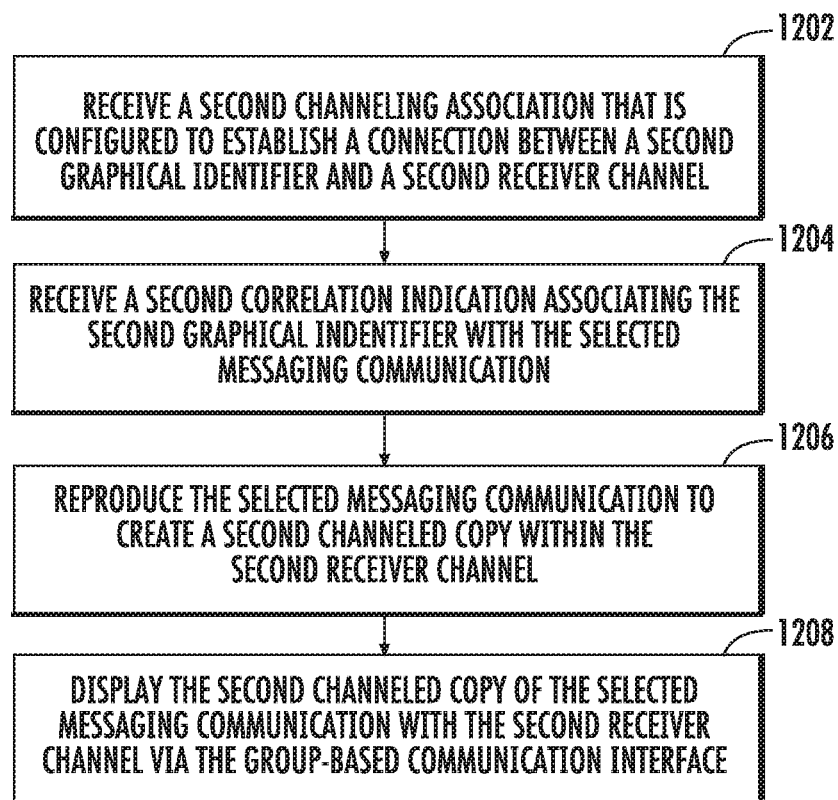 1202
RECEIVE A SECOND CHANNELING ASSOCIATION THAT IS
CONFIGURED TO ESTABLISH A CONNECTION BETWEEN A SECOND
GRAPHICAL IDENTIFIER AND A SECOND RECEIVER CHANNEL
1204
RECEIVE A SECOND CORRELATION INDICATION ASSOCIATING THE
SECOND GRAPHICAL INDENTIFIER WITH THE SELECTED
MESSAGING COMMUNICATION
1206
REPRODUCE THE SELECTED MESSAGING COMMUNICATION TO
CREATE A SECOND CHANNELED COPY WITHIN THE
SECOND RECEIVER CHANNEL
1208
DISPLAY THE SECOND CHANNELED COPY OF THE SELECTED
MESSAGING COMMUNICATION WITH THE SECOND RECEIVER
CHANNEL VIA THE GROUP-BASED COMMUNICATION INTERFACE